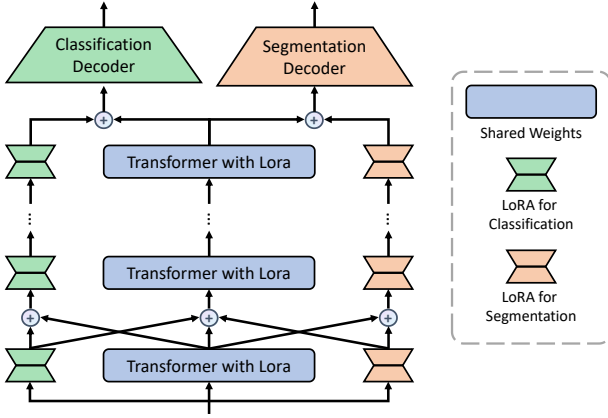 Classification
Decoder
Segmentation
Decoder
+
+
Transformer with Lora
...
...
...
Transformer with Lora
+
+
+
Transformer with Lora
Shared Weights
LoRA for
Classification
LoRA for
Segmentation